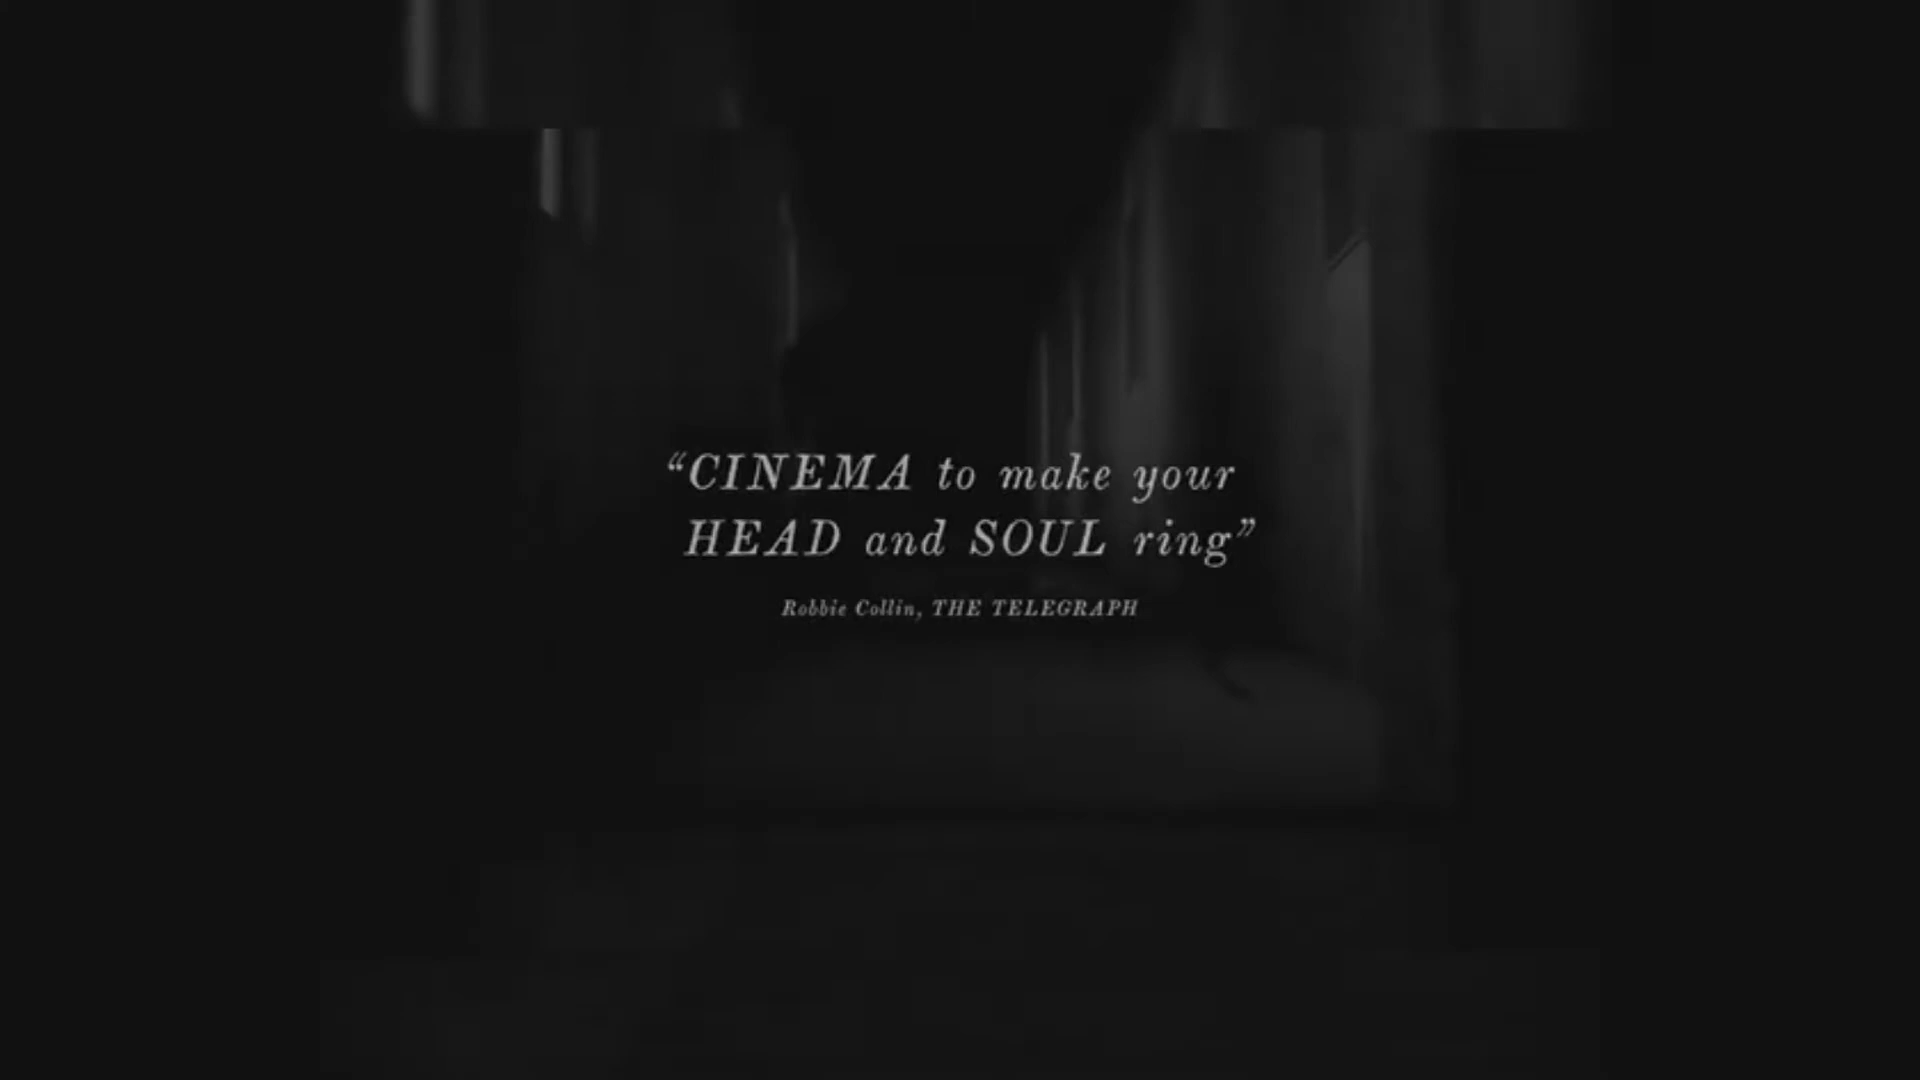 “CINEMA to make your
HEAD and SOUL ring”
Robbie Collin, THE TELEGRAPH